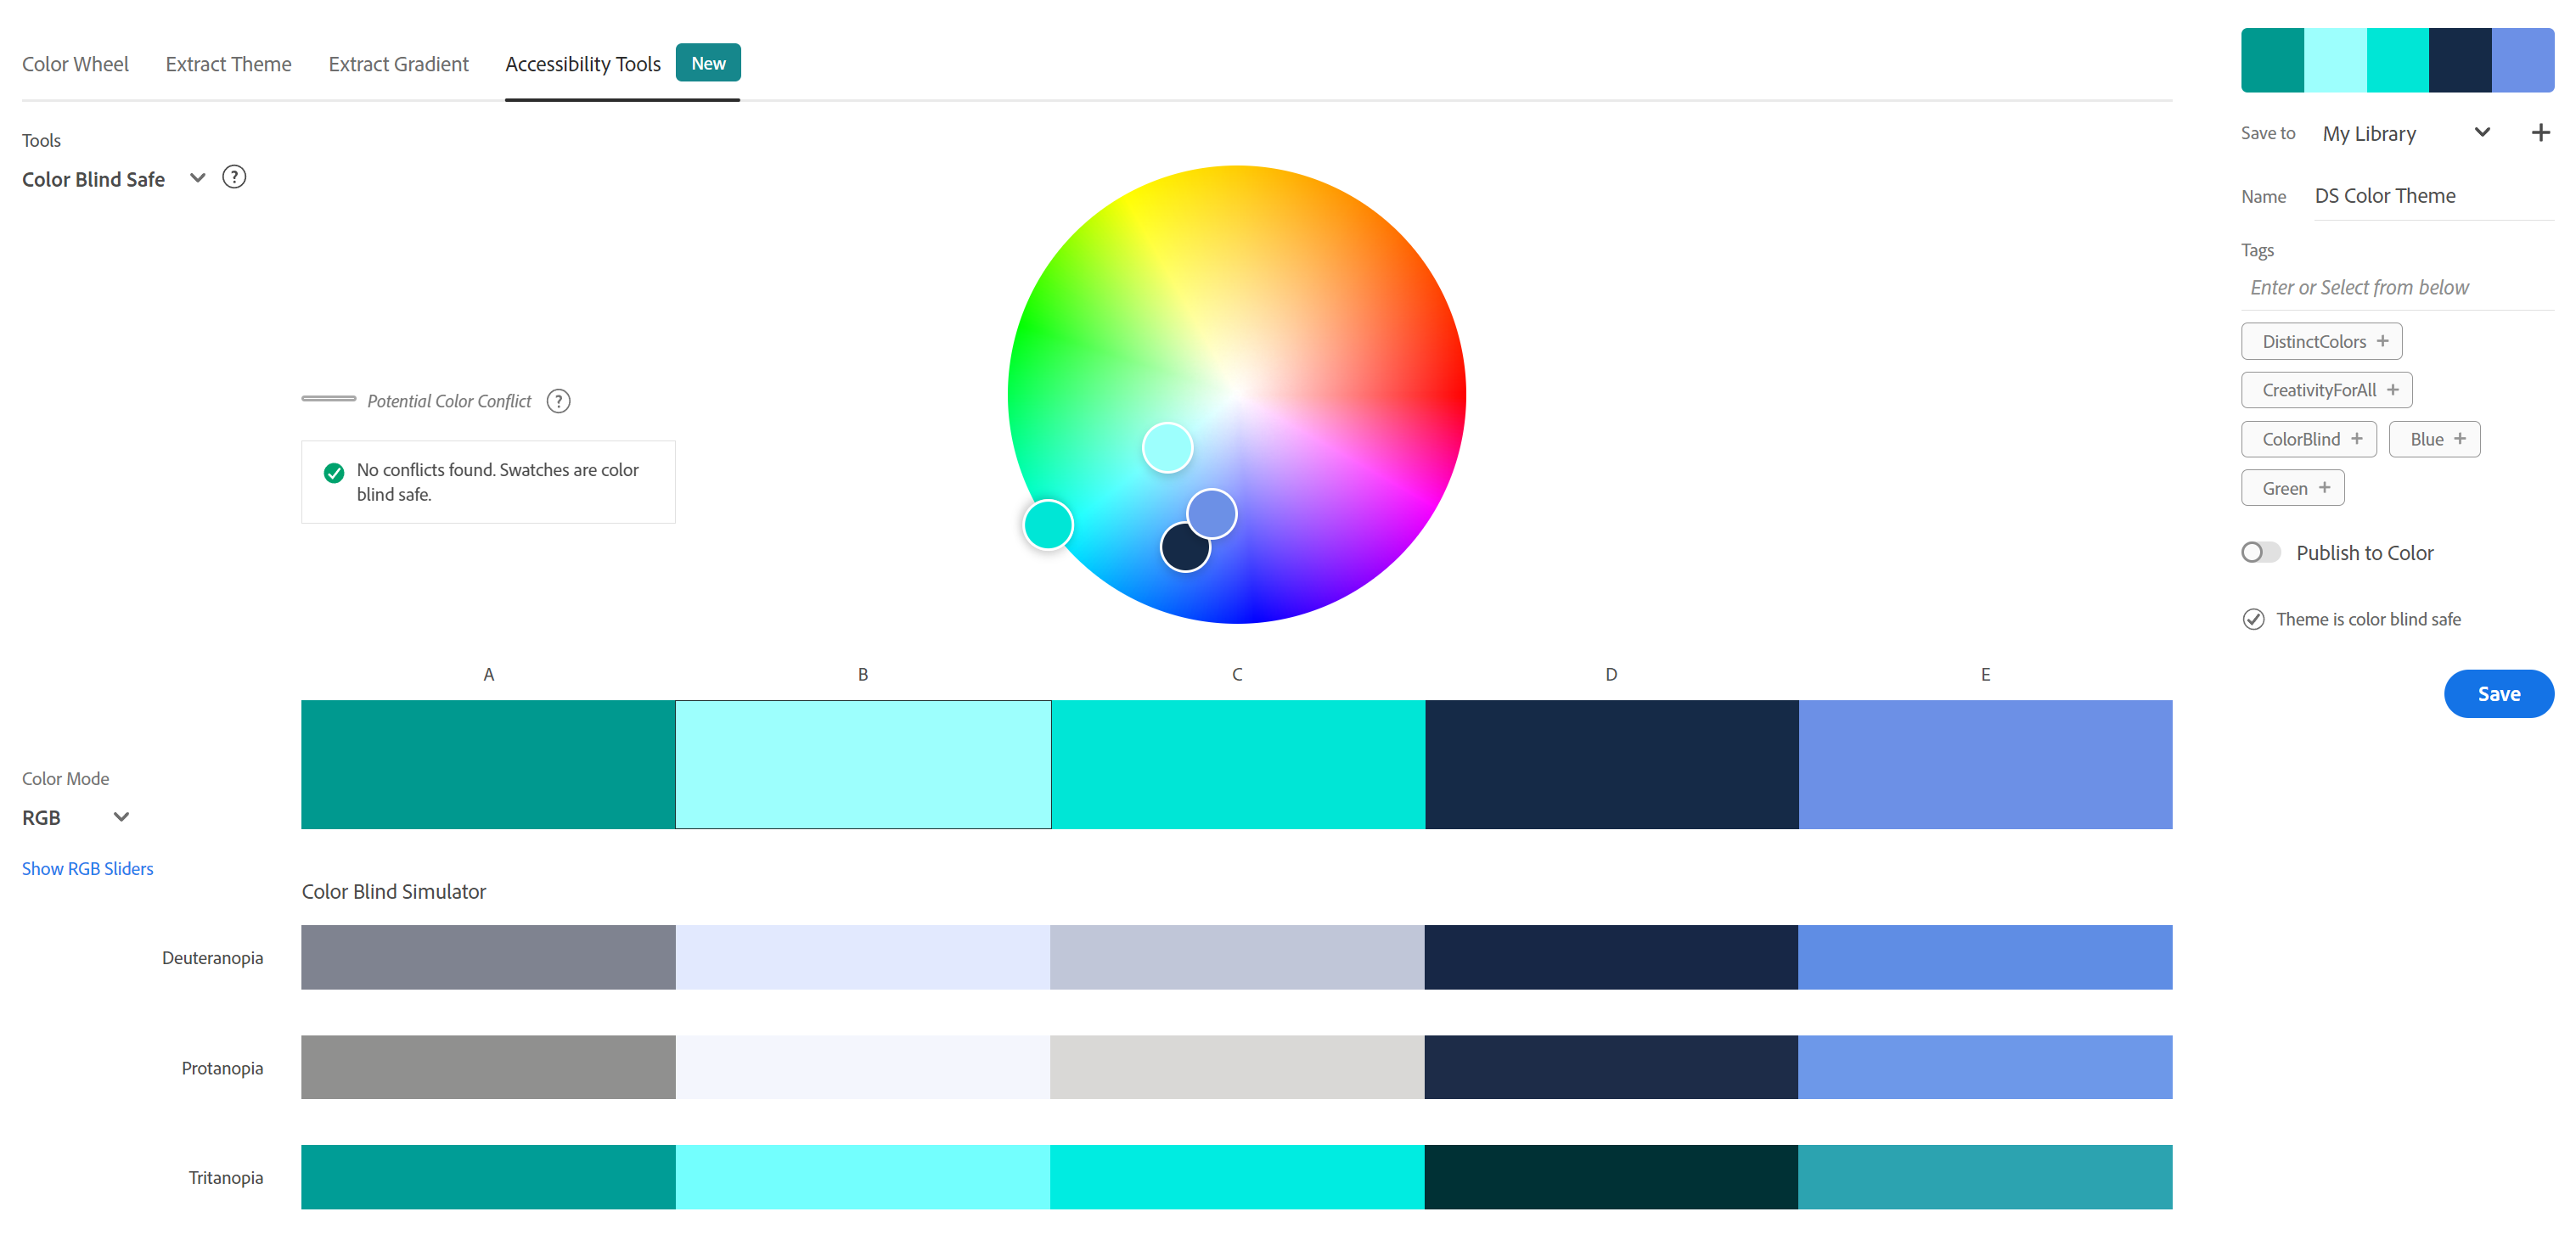 Color Wheel Extract Theme Extract Gradient Accessibility Tools New
Tools
Color Blind Safe ?
Potential Color Conflict ?
No conflicts found. Swatches are color
blind safe.
A B C D E
Color Mode
RGB
Show RGB Sliders
Color Blind Simulator
Deuteranopia
Protanopia
Tritanopia
Save to My Library +
Name DS Color Theme
Tags
Enter or Select from below
DistinctColors +
CreativityForAll +
ColorBlind + Blue +
Green +
Publish to Color
Theme is color blind safe
Save